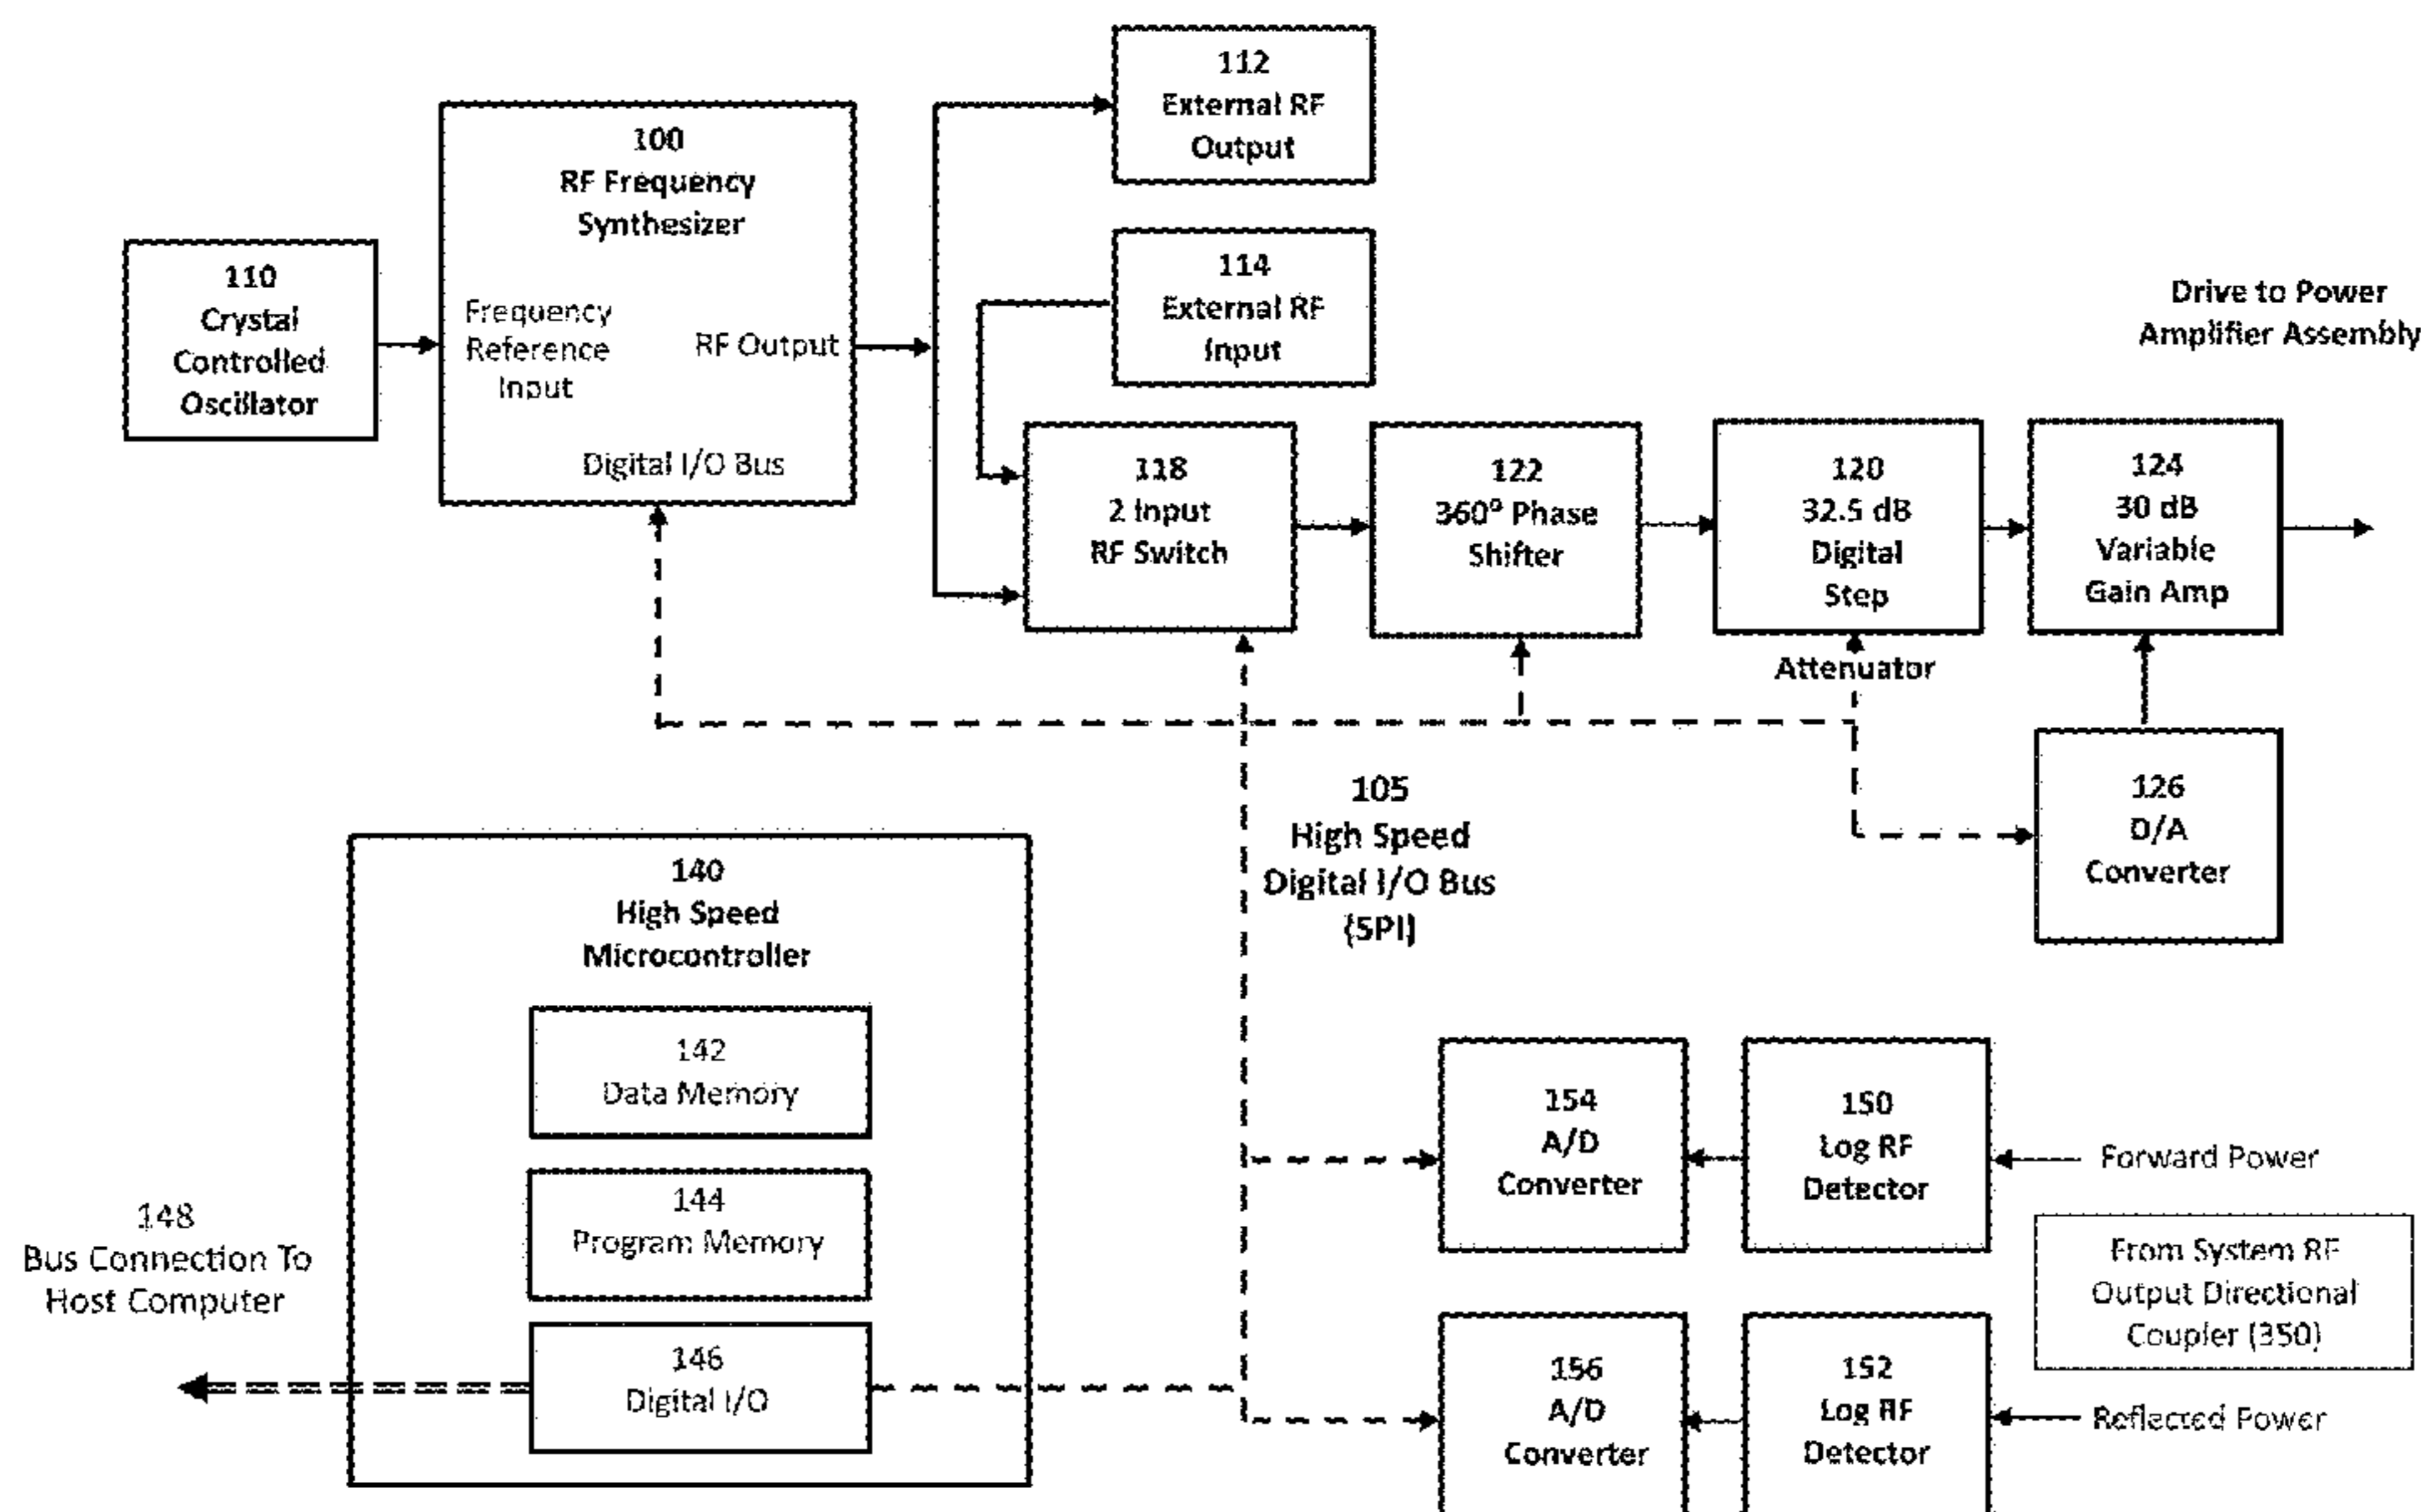 112
External RF
Output
100
RF Frequency
Synthesizer
114
External RF
Input
110
Crystal
Controlled
Oscillator
Frequency
Reference
Input
RF Output
Digital I/O Bus
Drive to Power
Amplifier Assembly
118
2 Input
RF Switch
122
360º Phase
Shifter
120
32.5 dB
Digital
Step
Attenuator
124
30 dB
Variable
Gain Amp
105
High Speed
Digital I/O Bus
(SPI)
126
D/A
Converter
140
High Speed
Microcontroller
142
Data Memory
144
Program Memory
146
Digital I/O
148
Bus Connection To
Host Computer
154
A/D
Converter
150
Log RF
Detector
Forward Power
From System RF
Output Directional
Coupler (350)
156
A/D
Converter
152
Log RF
Detector
Reflected Power